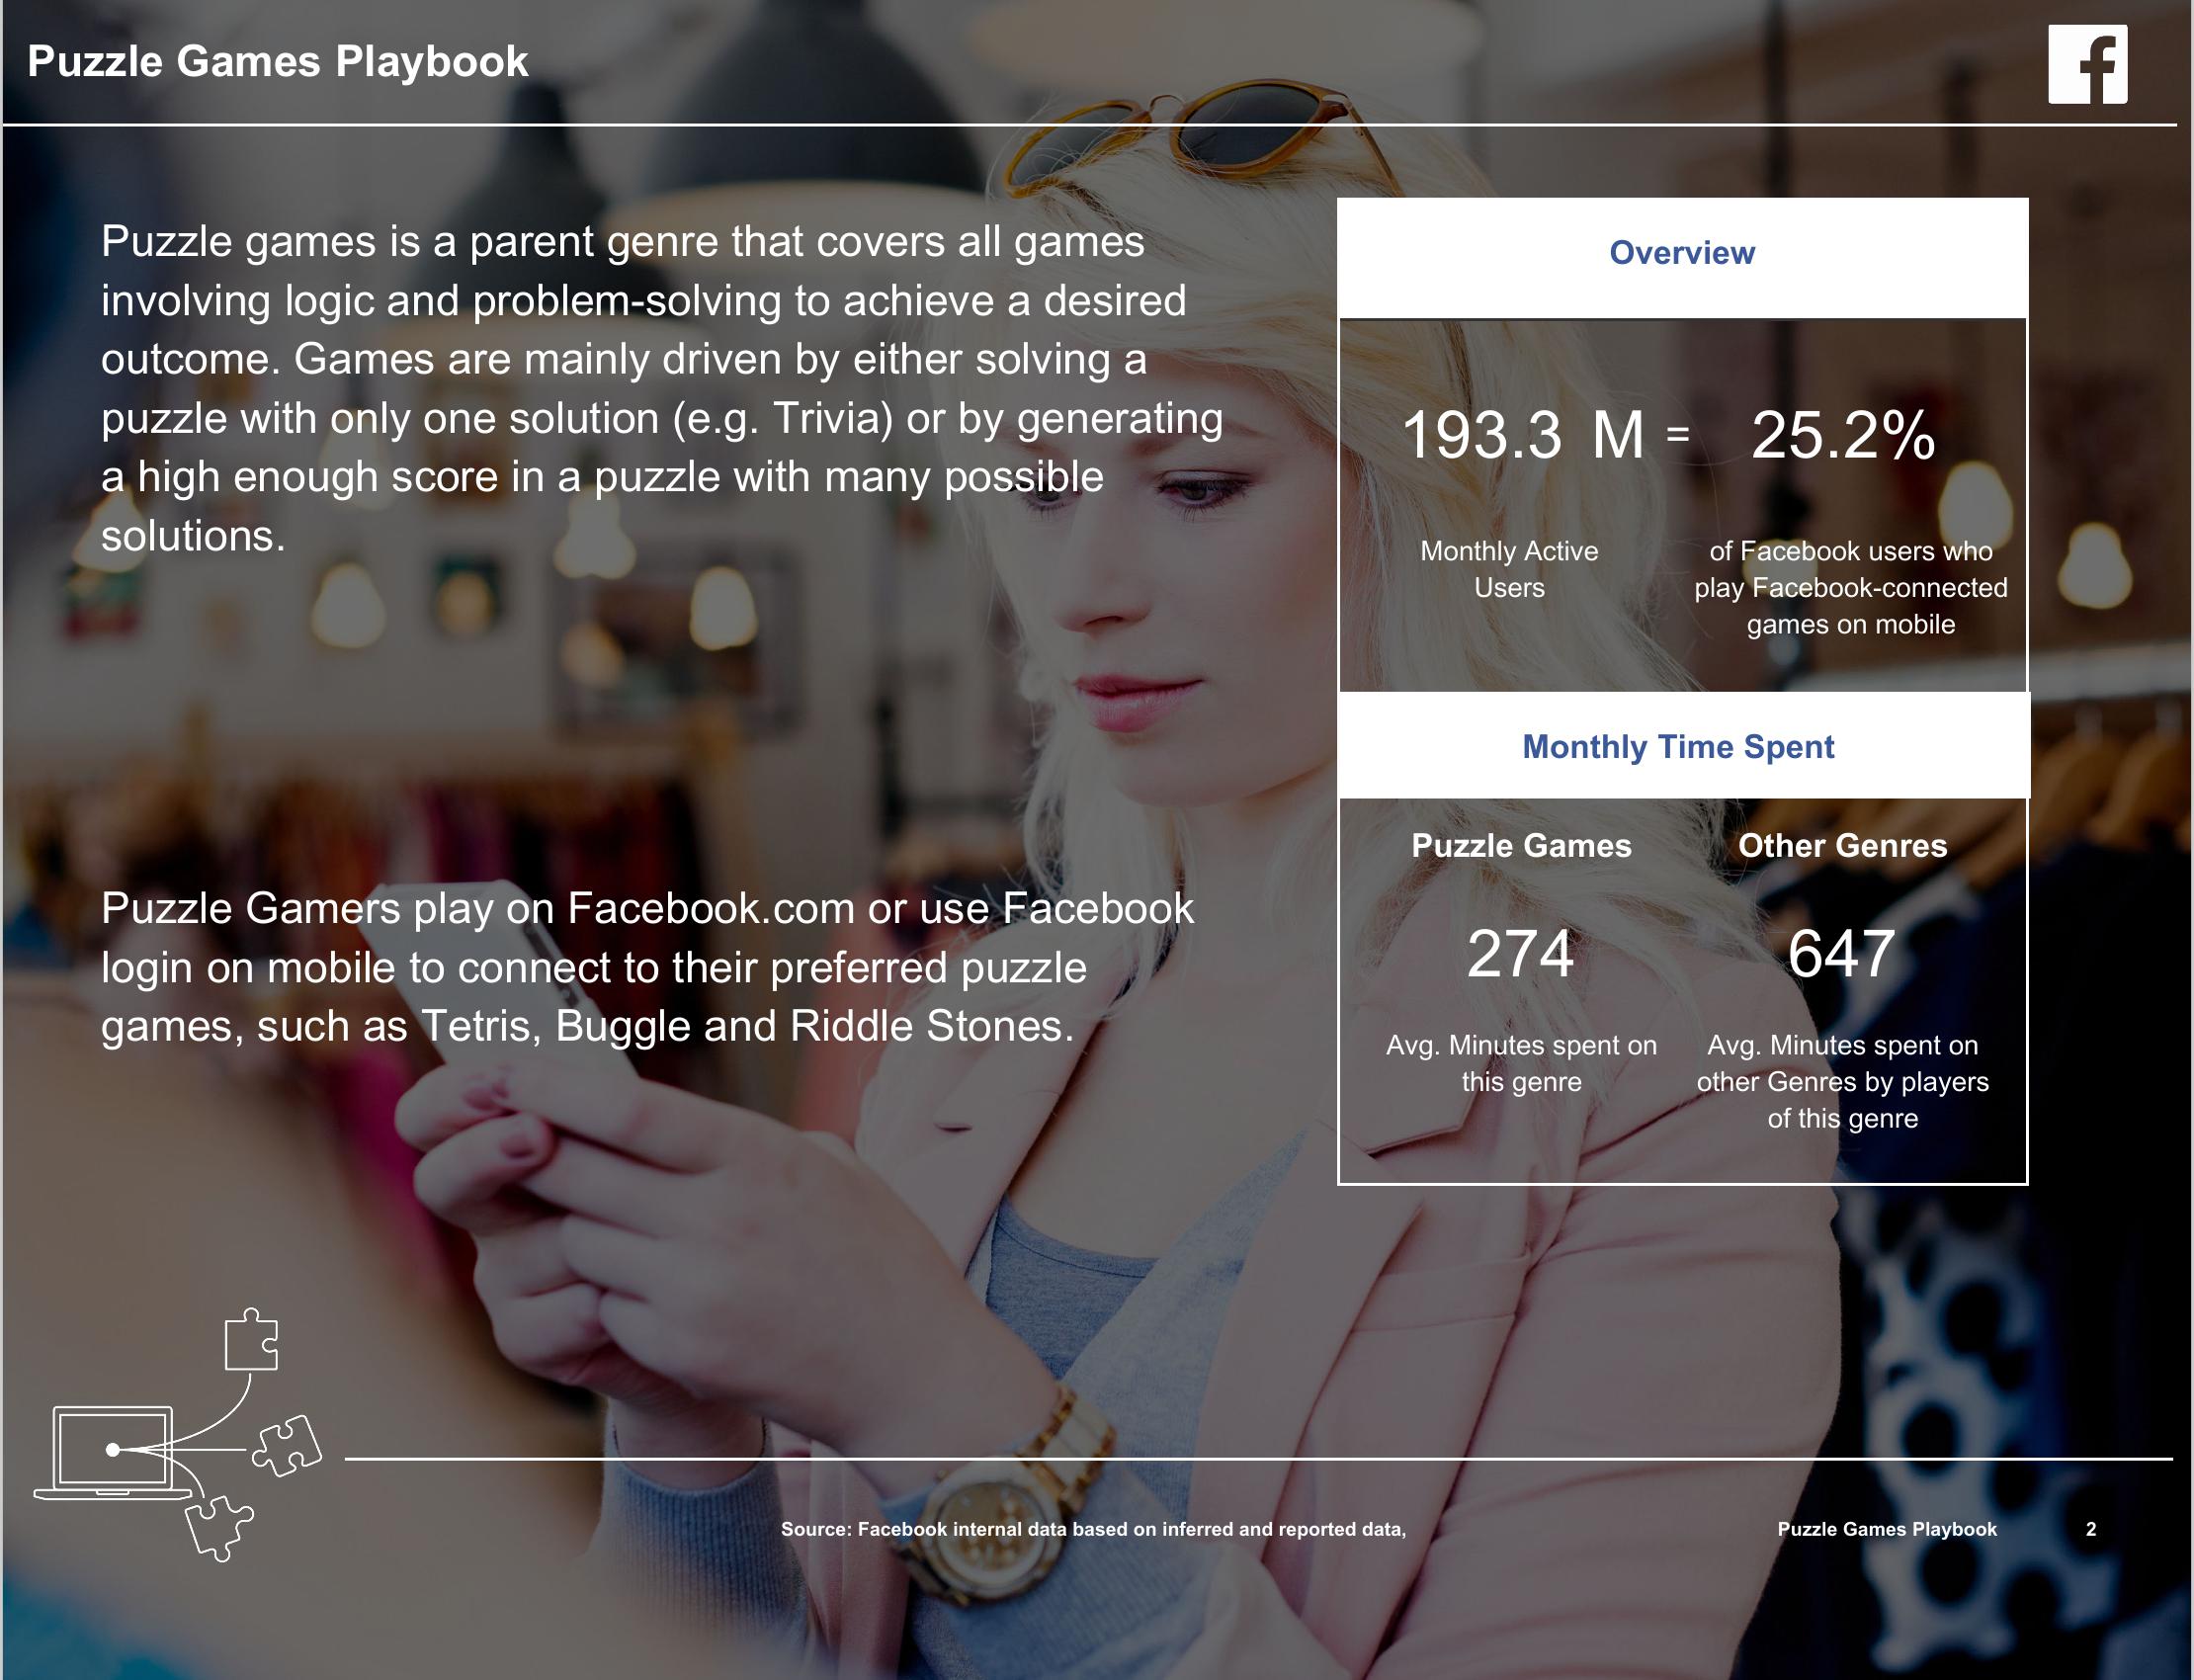 Puzzle Games Playbook
Puzzle games is a parent genre that covers all games
involving logic and problem-solving to achieve a desired
outcome. Games are mainly driven by either solving a
puzzle with only one solution (e.g. Trivia) or by generating
a high enough score in a puzzle with many possible
solutions.
Puzzle Gamers play on Facebook.com or use Facebook
login on mobile to connect to their preferred puzzle
games, such as Tetris, Buggle and Riddle Stones.
Overview
193.3 M = 25.2%
Monthly Active
Users
of Facebook users who
play Facebook-connected
games on mobile
Monthly Time Spent
Puzzle Games
Other Genres
274
647
Avg. Minutes spent on
this genre
Avg. Minutes spent on
other Genres by players
of this genre
Source: Facebook internal data based on inferred and reported data,
Puzzle Games Playbook 2